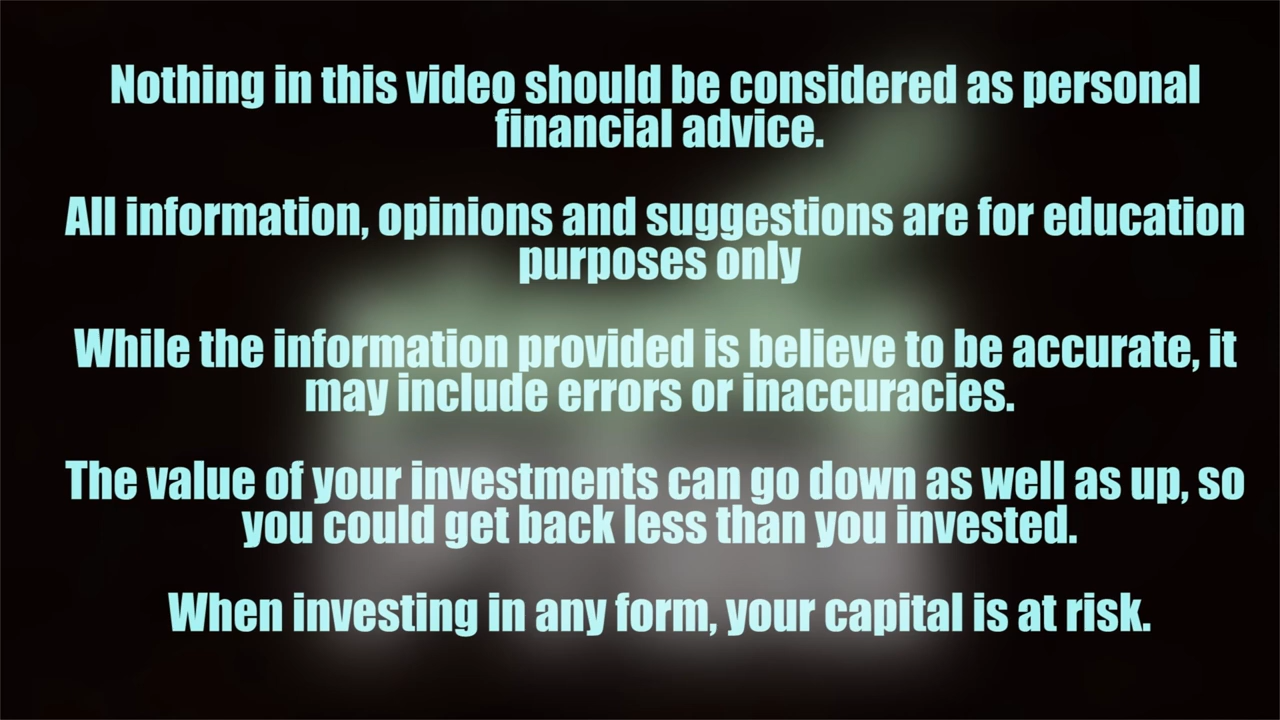 Nothing in this video should be considered as personal
financial advice.
All information, opinions and suggestions are for education
purposes only
While the information provided is believe to be accurate, it
may include errors or inaccuracies.
The value of your investments can go down as well as up, so
you could get back less than you invested.
When investing in any form, your capital is at risk.